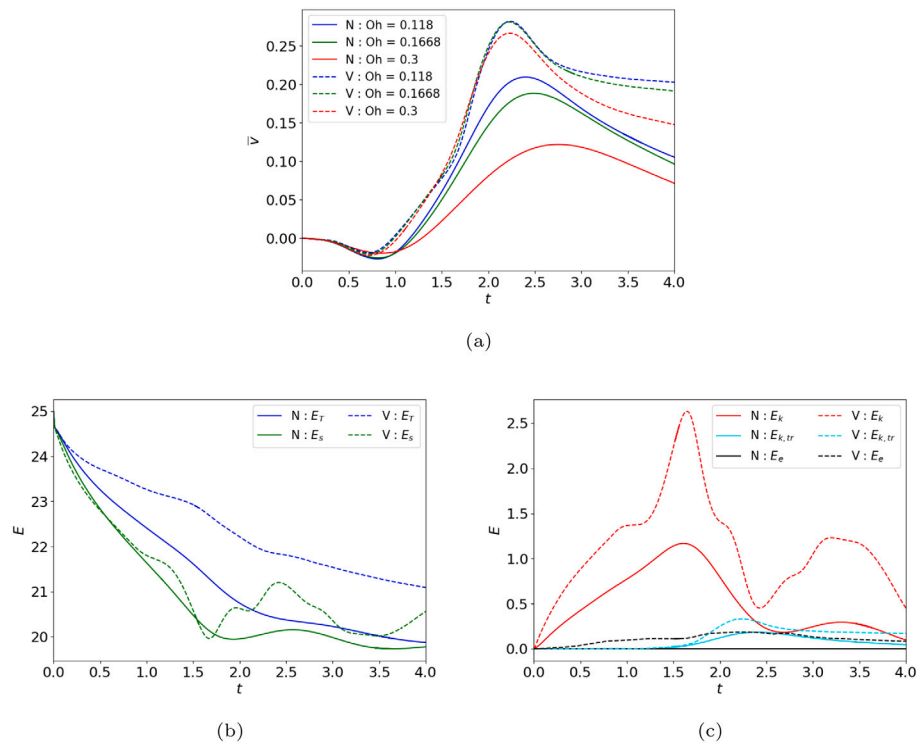 N : Oh = 0.118
N : Oh = 0.1668
N : Oh = 0.3
V : Oh = 0.118
V : Oh = 0.1668
V : Oh = 0.3
0.25
0.20
0.15
0.10
0.05
0.00
v̅
0.0 0.5 1.0 1.5 2.0 2.5 3.0 3.5 4.0
t
(a)
N : E_T V : E_T
N : E_s V : E_s
25
24
23
22
21
20
E
0.0 0.5 1.0 1.5 2.0 2.5 3.0 3.5 4.0
t
(b)
N : E_k V : E_k
N : E_{k,tr} V : E_{k,tr}
N : E_e V : E_e
2.5
2.0
1.5
1.0
0.5
0.0
E
0.0 0.5 1.0 1.5 2.0 2.5 3.0 3.5 4.0
t
(c)